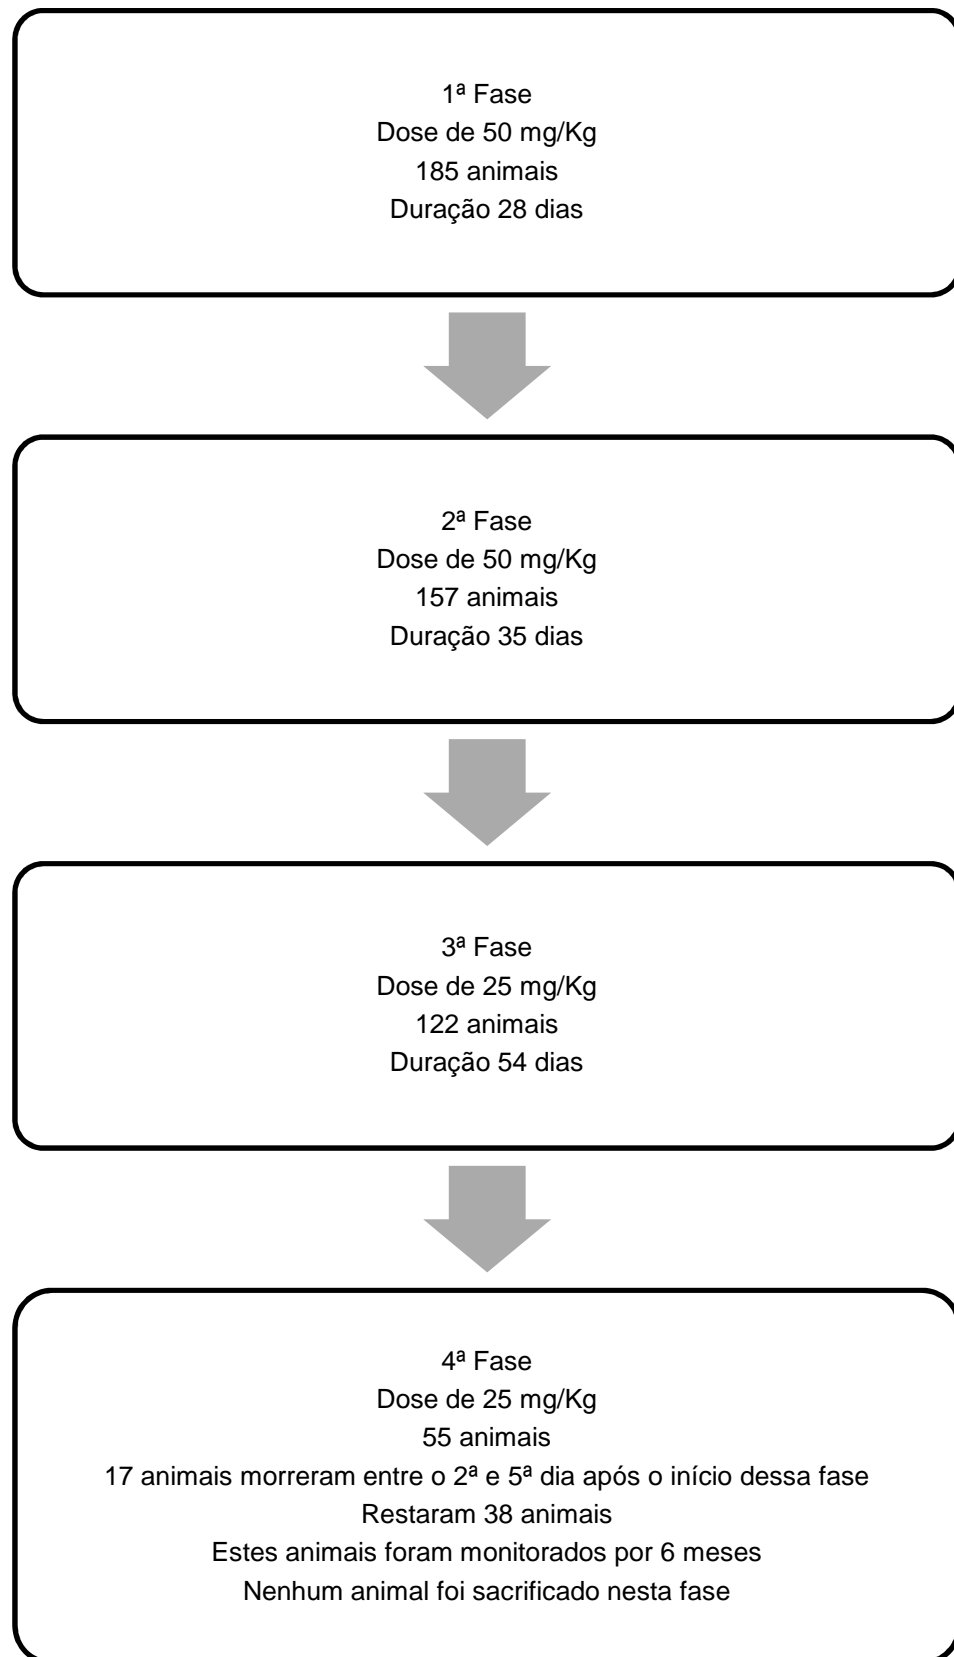 1ª Fase
Dose de 50 mg/Kg
185 animais
Duração 28 dias
2ª Fase
Dose de 50 mg/Kg
157 animais
Duração 35 dias
3ª Fase
Dose de 25 mg/Kg
122 animais
Duração 54 dias
4ª Fase
Dose de 25 mg/Kg
55 animais
17 animais morreram entre o 2ª e 5ª dia após o início dessa fase
Restaram 38 animais
Estes animais foram monitorados por 6 meses
Nenhum animal foi sacrificado nesta fase